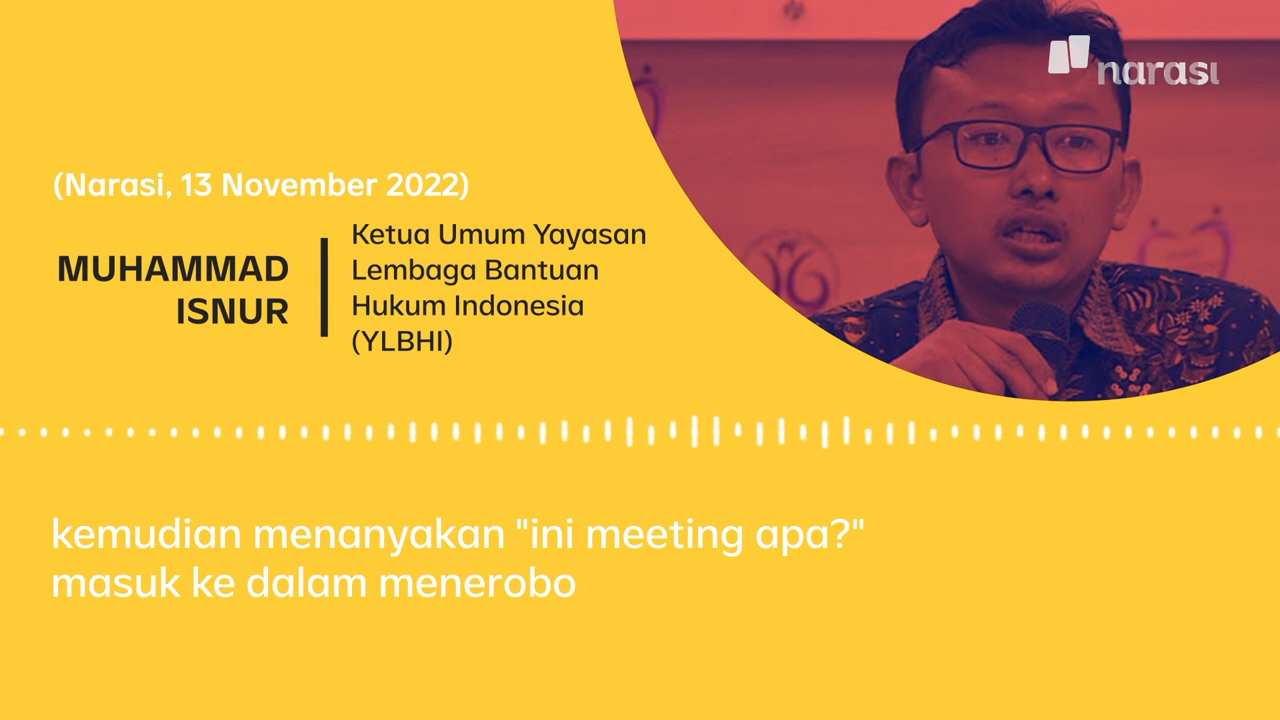 narasi
(Narasi, 13 November 2022)
MUHAMMAD
ISNUR
Ketua Umum Yayasan
Lembaga Bantuan
Hukum Indonesia
(YLBHI)
kemudian menanyakan "ini meeting apa?"
masuk ke dalam menerobo